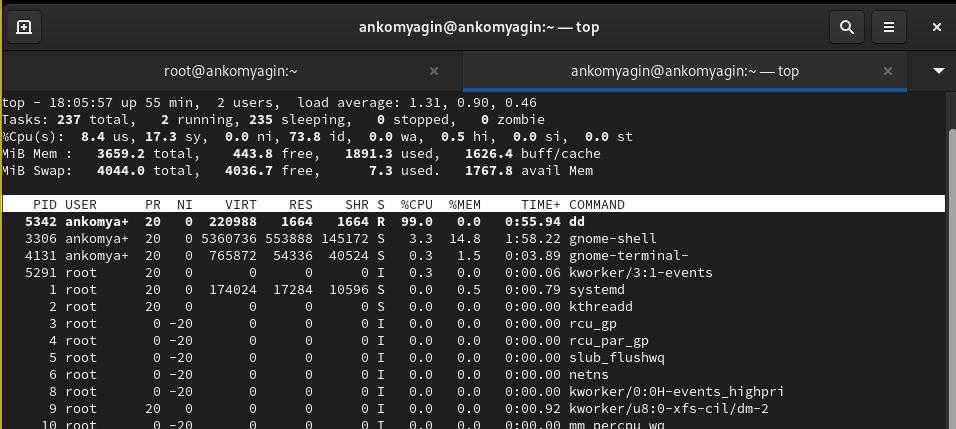 ankomyagin@ankomyagin:~ — top
root@ankomyagin:~ × ankomyagin@ankomyagin:~ — top ×
top - 18:05:57 up 55 min,  2 users,  load average: 1.31, 0.90, 0.46
Tasks: 237 total,   2 running, 235 sleeping,   0 stopped,   0 zombie
%Cpu(s):  8.4 us, 17.3 sy,  0.0 ni, 73.8 id,  0.0 wa,  0.5 hi,  0.0 si,  0.0 st
MiB Mem :   3659.2 total,    443.8 free,   1891.3 used,   1626.4 buff/cache
MiB Swap:   4044.0 total,   4036.7 free,      7.3 used.   1767.8 avail Mem
PID USER      PR  NI    VIRT    RES    SHR S  %CPU  %MEM     TIME+ COMMAND
5342 ankomya+  20   0  220988   1664   1664 R  99.0   0.0   0:55.94 dd
3306 ankomya+  20   0 5360736 553888 145172 S   3.3  14.8   1:58.22 gnome-shell
4131 ankomya+  20   0  765872  54336  40524 S   0.3   1.5   0:03.89 gnome-terminal-
5291 root      20   0       0      0      0 I   0.3   0.0   0:00.06 kworker/3:1-events
1 root      20   0  174024  17284  10596 S   0.0   0.5   0:00.79 systemd
2 root      20   0       0      0      0 S   0.0   0.0   0:00.00 kthreadd
3 root       0 -20       0      0      0 I   0.0   0.0   0:00.00 rcu_gp
4 root       0 -20       0      0      0 I   0.0   0.0   0:00.00 rcu_par_gp
5 root       0 -20       0      0      0 I   0.0   0.0   0:00.00 slub_flushwq
6 root       0 -20       0      0      0 I   0.0   0.0   0:00.00 netns
8 root       0 -20       0      0      0 I   0.0   0.0   0:00.00 kworker/0:0H-events_highpri
9 root      20   0       0      0      0 I   0.0   0.0   0:00.92 kworker/u8:0-xfs-cil/dm-2
10 root       0 -20       0      0      0 I   0.0   0.0   0:00.00 mm_percpu_wq